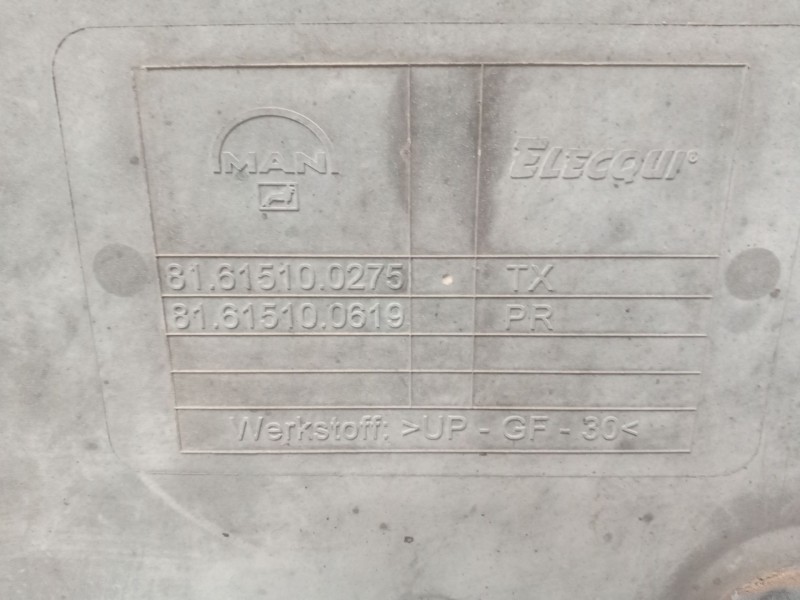 MAN
ELECQUI®
81.61510.0275 TX
81.61510.0619 PR
Werkstoff: >UP - GF - 30<